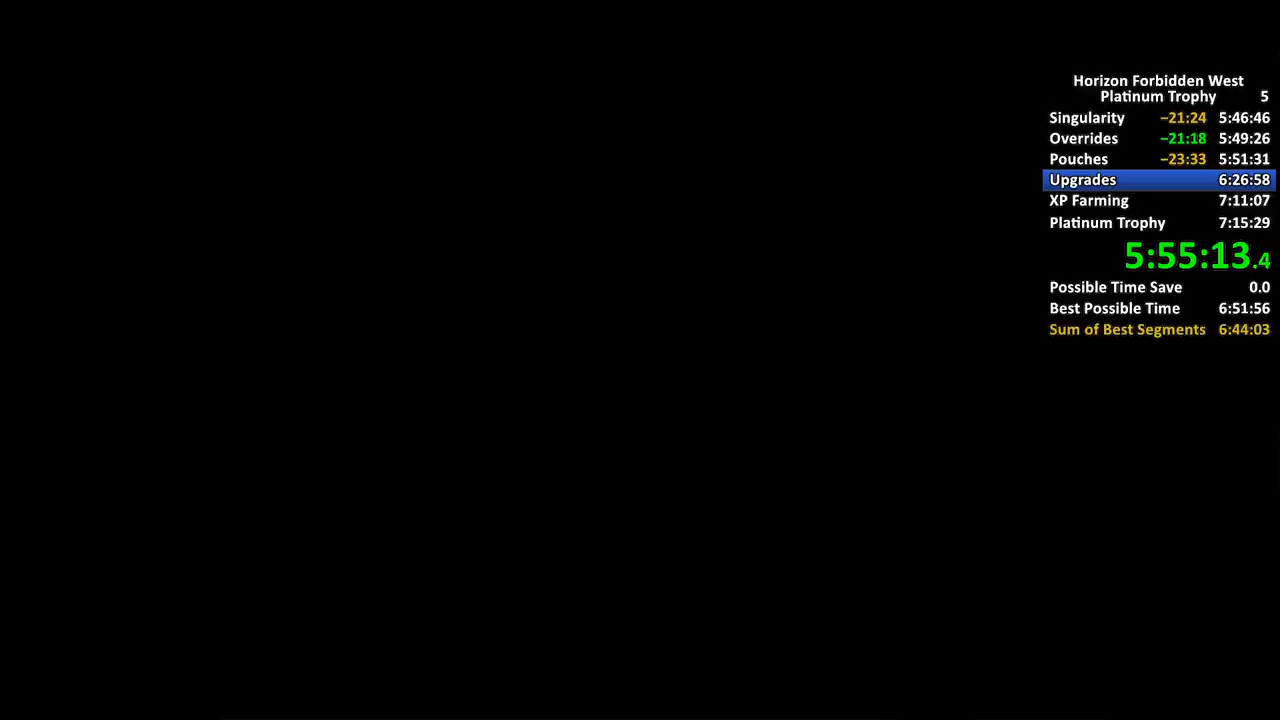 Horizon Forbidden West
Platinum Trophy 5
Singularity −21:24 5:46:46
Overrides −21:18 5:49:26
Pouches −23:33 5:51:31
Upgrades 6:26:58
XP Farming 7:11:07
Platinum Trophy 7:15:29
5:55:13.4
Possible Time Save 0.0
Best Possible Time 6:51:56
Sum of Best Segments 6:44:03